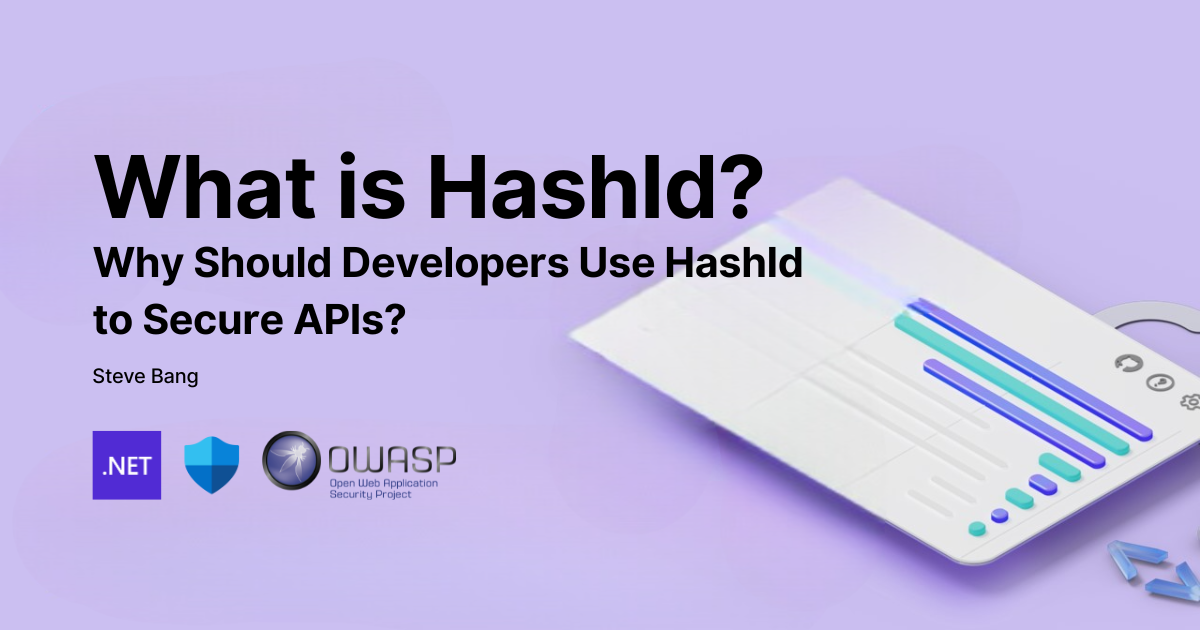 What is HashId?
Why Should Developers Use HashId
to Secure APIs?
Steve Bang
.NET
OWASP
Open Web Application
Security Project